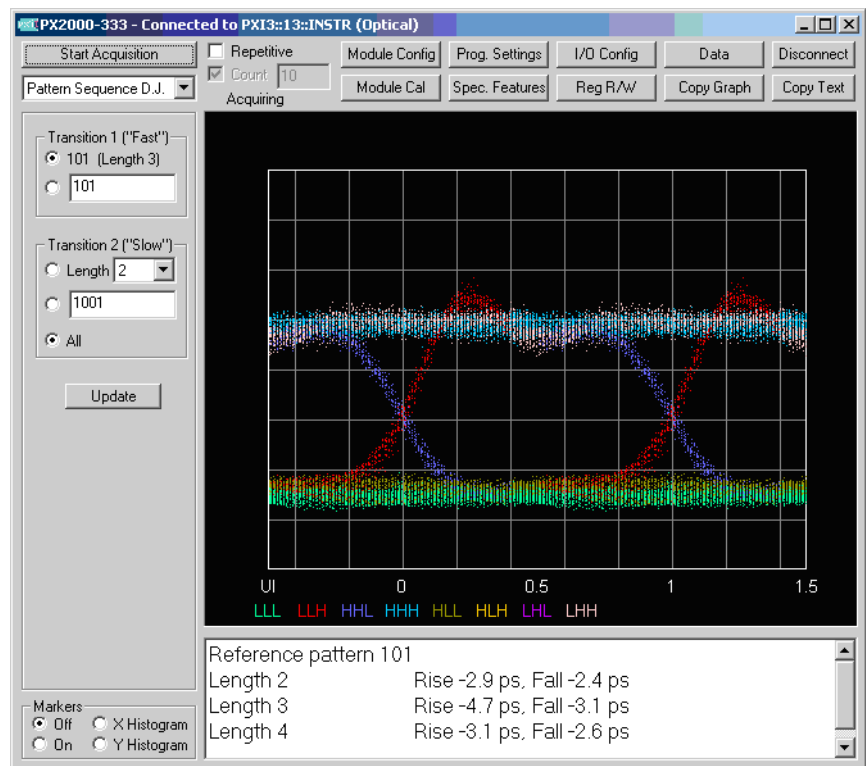 PX2000-333 - Connected to PXI3::13::INSTR (Optical)
Start Acquisition
Repetitive
Module Config
Prog. Settings
I/O Config
Data
Disconnect
Pattern Sequence D.J.
Count 10
Acquiring
Module Cal
Spec. Features
Reg R/W
Copy Graph
Copy Text
Transition 1 ("Fast")
101 (Length 3)
101
Transition 2 ("Slow")
Length 2
1001
All
Update
UI 0 0.5 1 1.5
LLL LLH HHL HHH HLL HLH LHL LHH
Reference pattern 101
Length 2 Rise -2.9 ps, Fall -2.4 ps
Length 3 Rise -4.7 ps, Fall -3.1 ps
Length 4 Rise -3.1 ps, Fall -2.6 ps
Markers
Off X Histogram
On Y Histogram